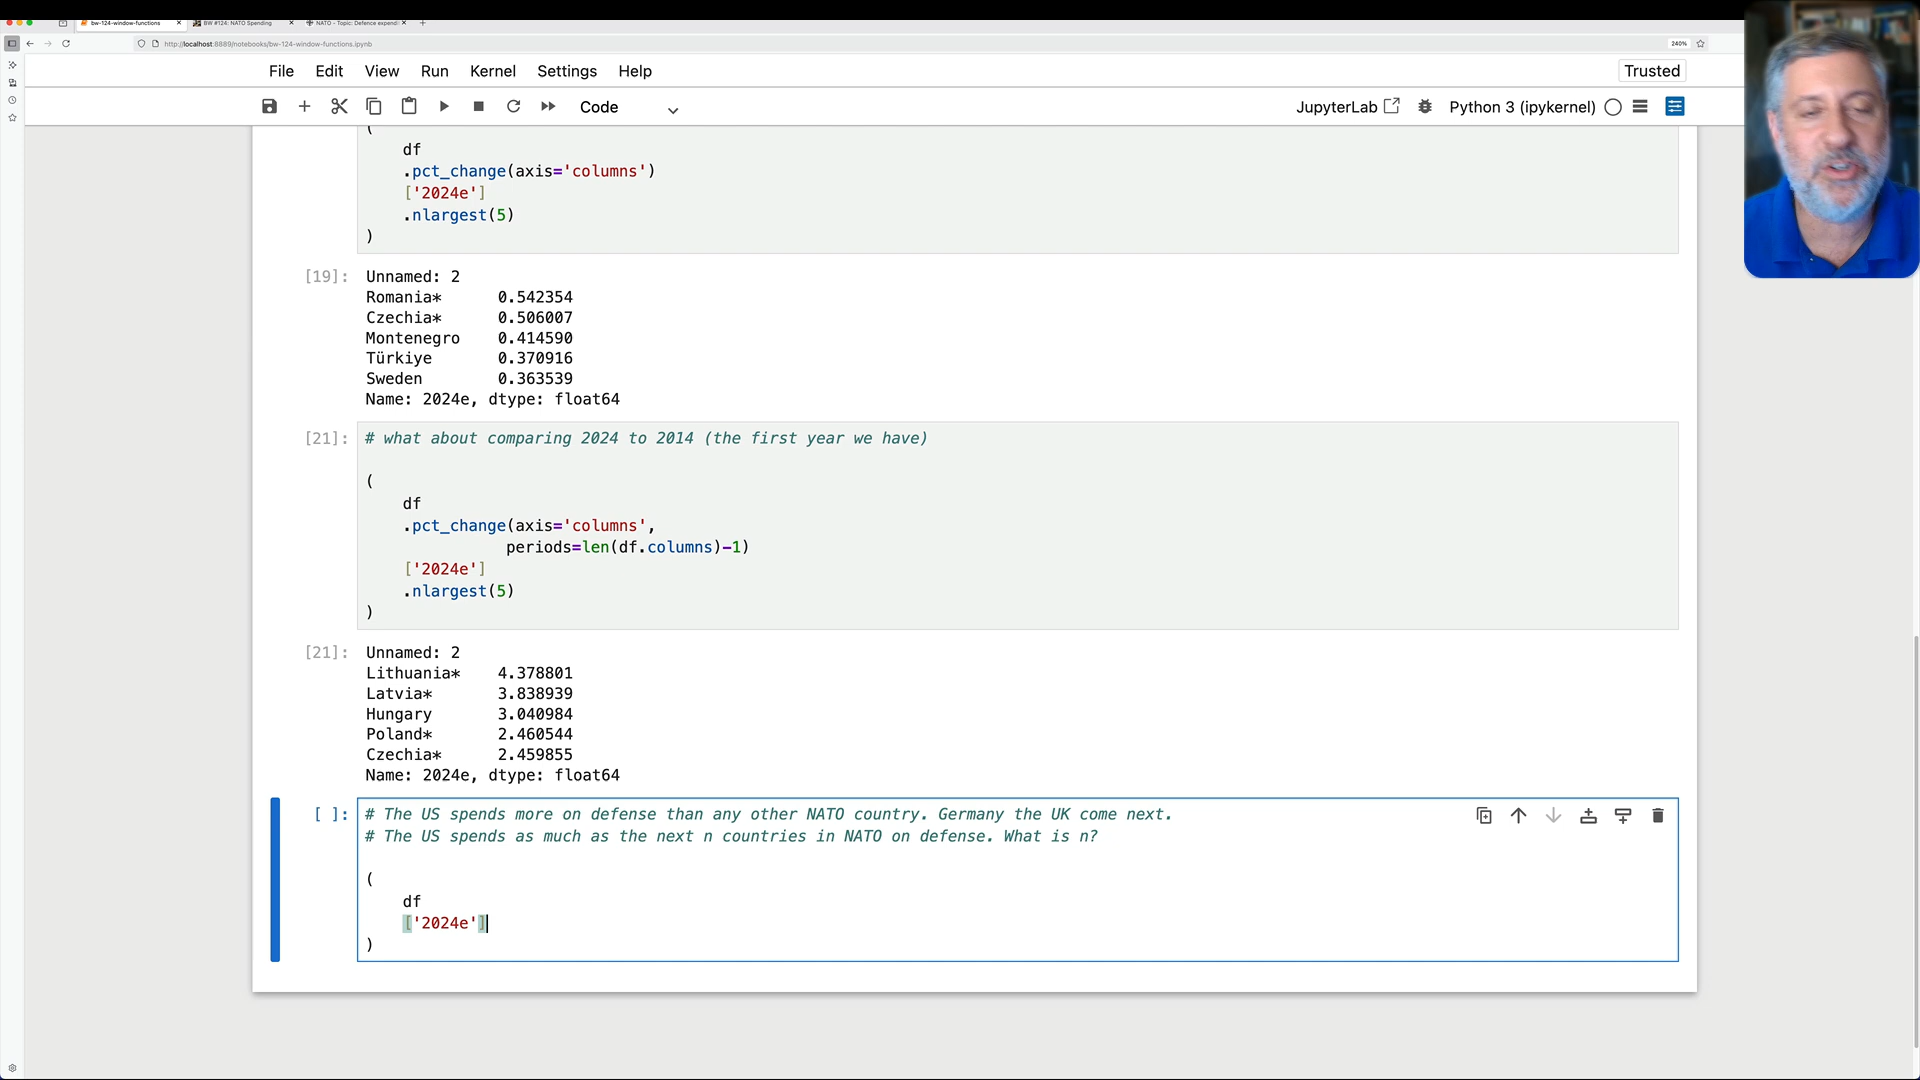 bw-124-window-functions
BW #124: NATO Spending
NATO - Topic: Defence expend
http://localhost:8889/notebooks/bw-124-window-functions.ipynb
240%
File Edit View Run Kernel Settings Help
Trusted
Code
JupyterLab
Python 3 (ipykernel)
(
df
.pct_change(axis='columns')
['2024e']
.nlargest(5)
)
[19]: Unnamed: 2
Romania* 0.542354
Czechia* 0.506007
Montenegro 0.414590
Türkiye 0.370916
Sweden 0.363539
Name: 2024e, dtype: float64
[21]: # what about comparing 2024 to 2014 (the first year we have)
(
df
.pct_change(axis='columns',
periods=len(df.columns)-1)
['2024e']
.nlargest(5)
)
[21]: Unnamed: 2
Lithuania* 4.378801
Latvia* 3.838939
Hungary 3.040984
Poland* 2.460544
Czechia* 2.459855
Name: 2024e, dtype: float64
[ ]: # The US spends more on defense than any other NATO country. Germany the UK come next.
# The US spends as much as the next n countries in NATO on defense. What is n?
(
df
['2024e']
)